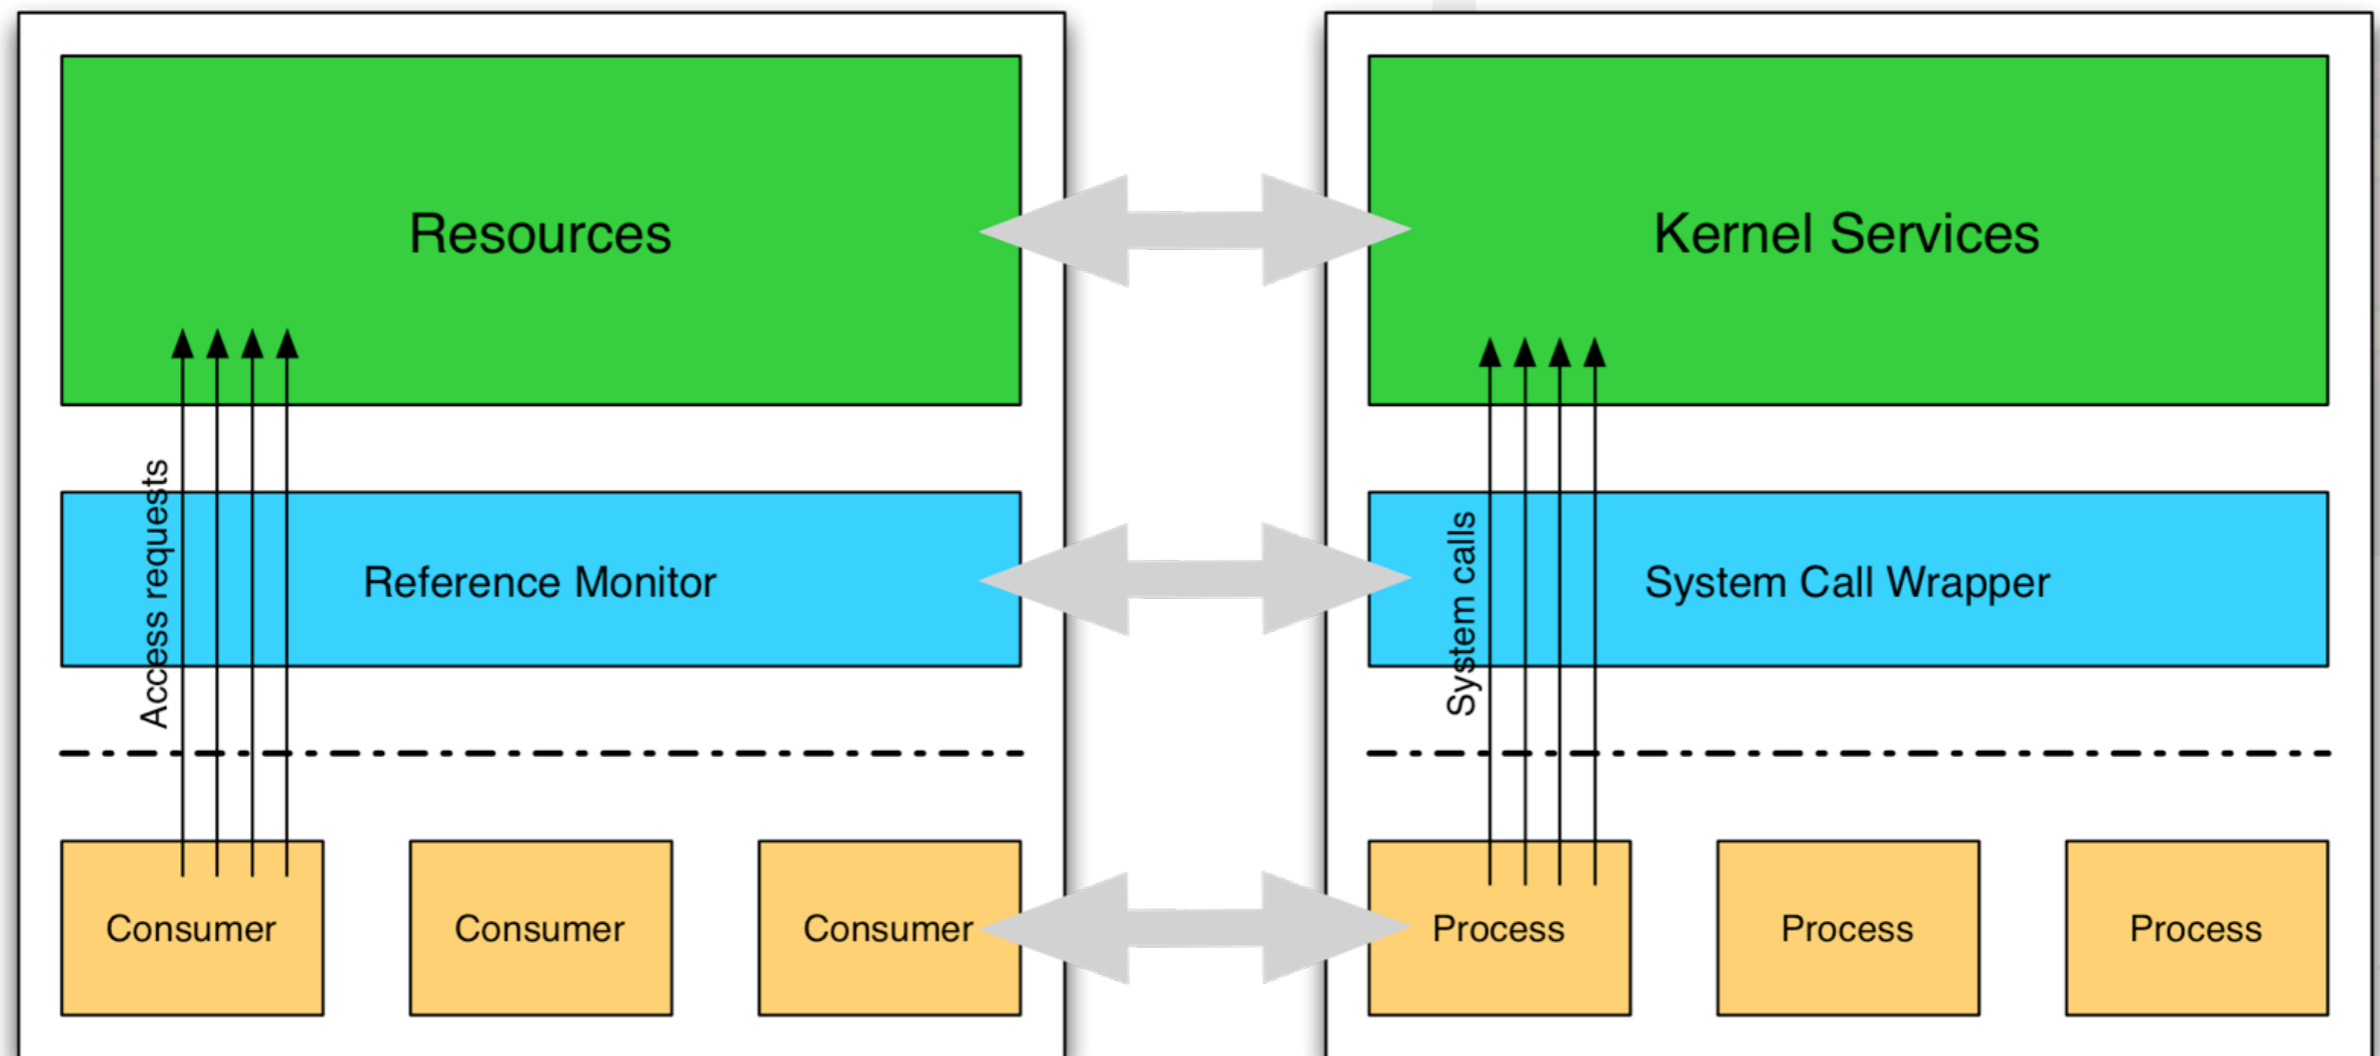 Resources
Access requests
Reference Monitor
Consumer
Consumer
Consumer
Kernel Services
System calls
System Call Wrapper
Process
Process
Process